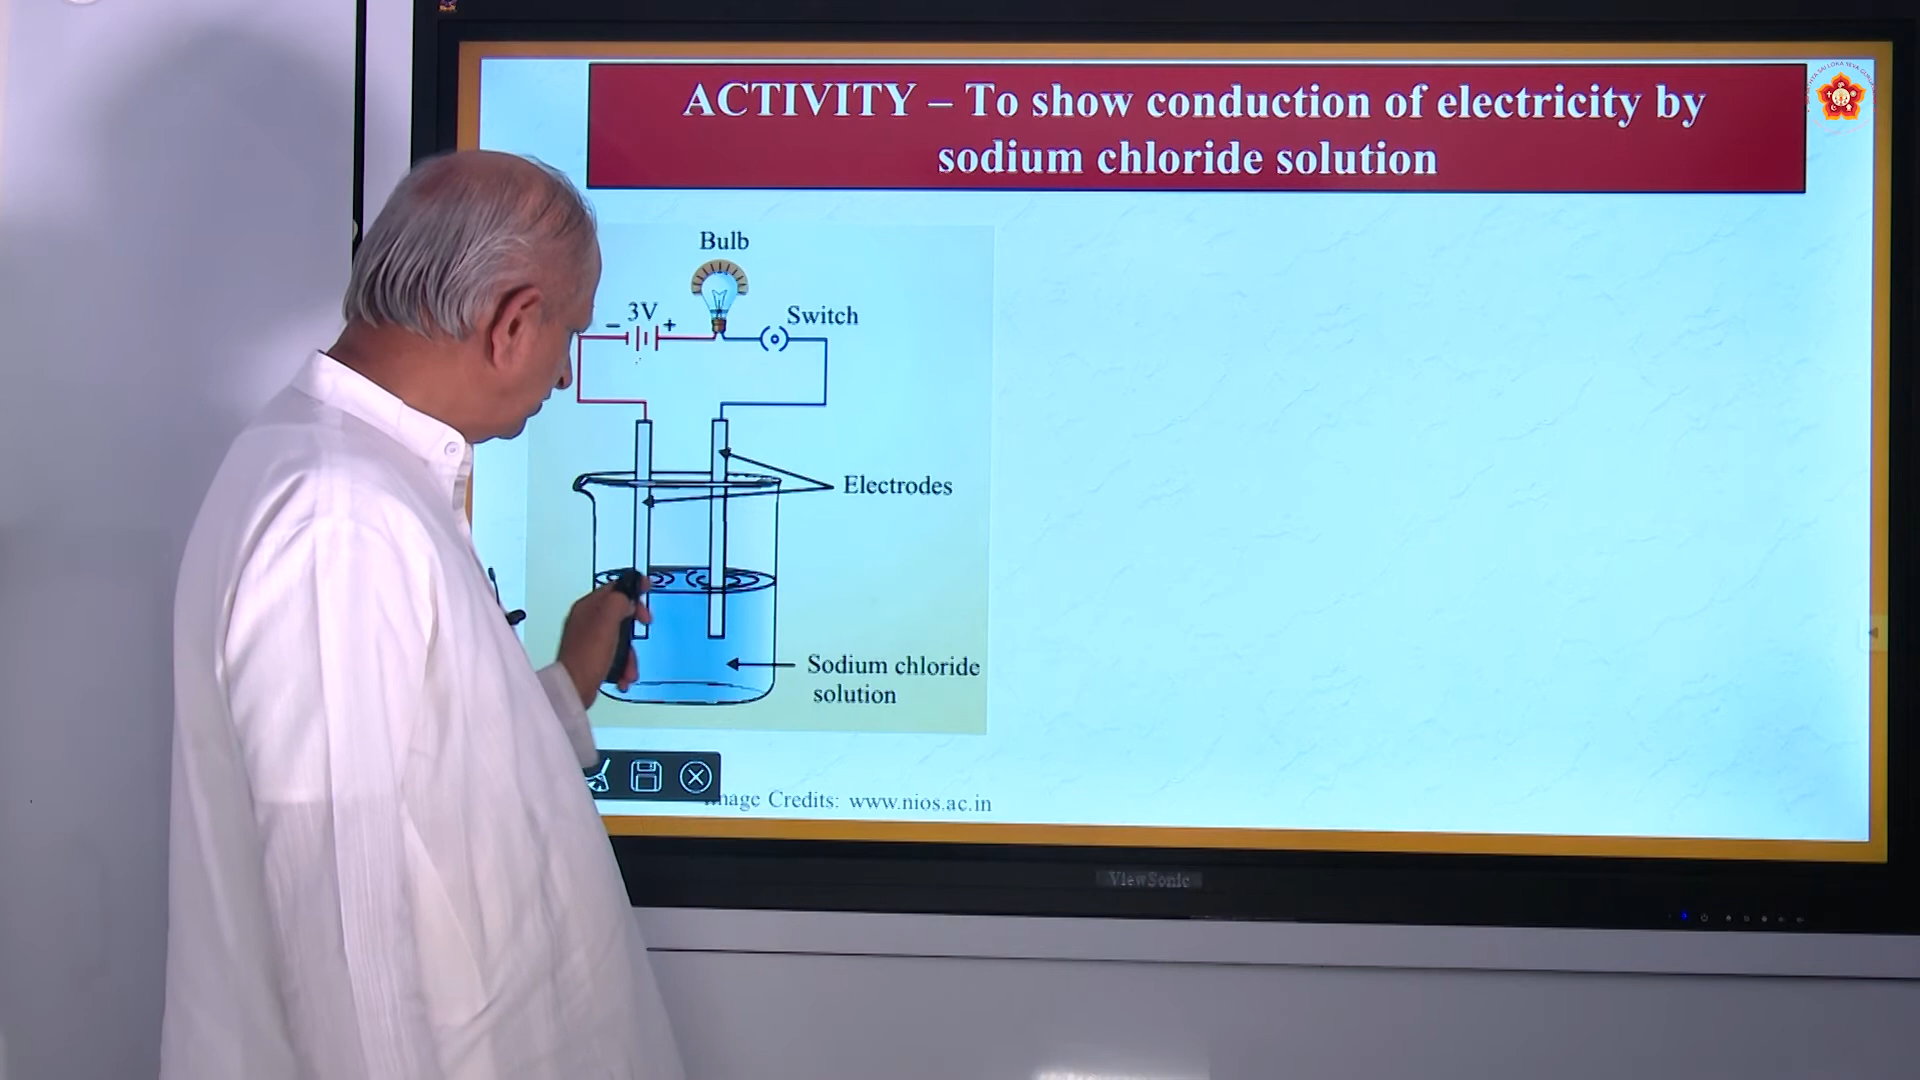 ACTIVITY – To show conduction of electricity by
sodium chloride solution
Bulb
– 3V +
Switch
Electrodes
Sodium chloride
solution
Image Credits: www.nios.ac.in
ViewSonic